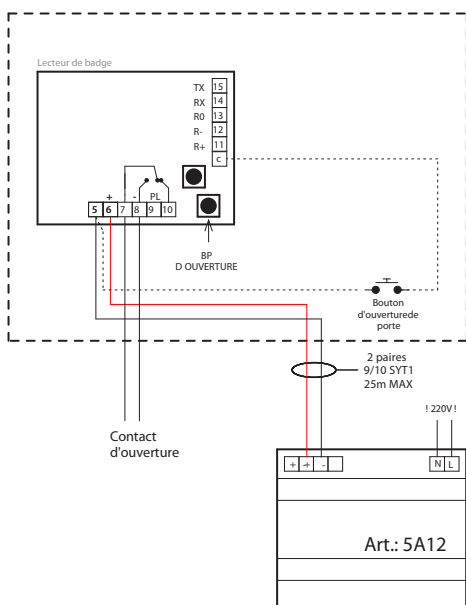 Lecteur de badge
TX 15
RX 14
R0 13
R- 12
R+ 11
c
+ - PL
5 6 7 8 9 10
BP
D OUVERTURE
Bouton
d'ouverturede
porte
2 paires
9/10 SYT1
25m MAX
! 220V !
Contact
d'ouverture
+ + - N L
Art.: 5A12